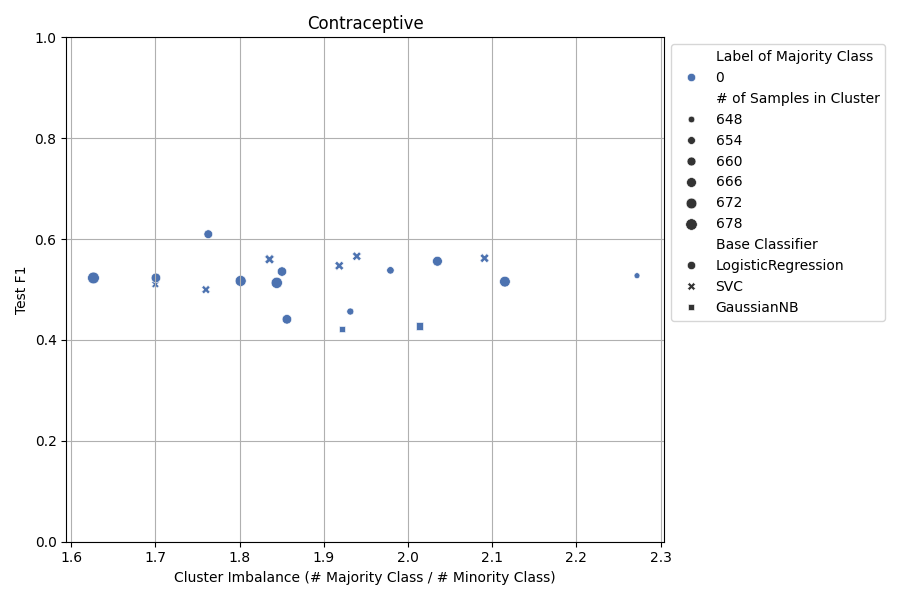 Contraceptive
1.0
0.8
0.6
0.4
0.2
0.0
Test F1
1.6
1.7
1.8
1.9
2.0
2.1
2.2
2.3
Cluster Imbalance (# Majority Class / # Minority Class)
Label of Majority Class
0
# of Samples in Cluster
648
654
660
666
672
678
Base Classifier
LogisticRegression
SVC
GaussianNB